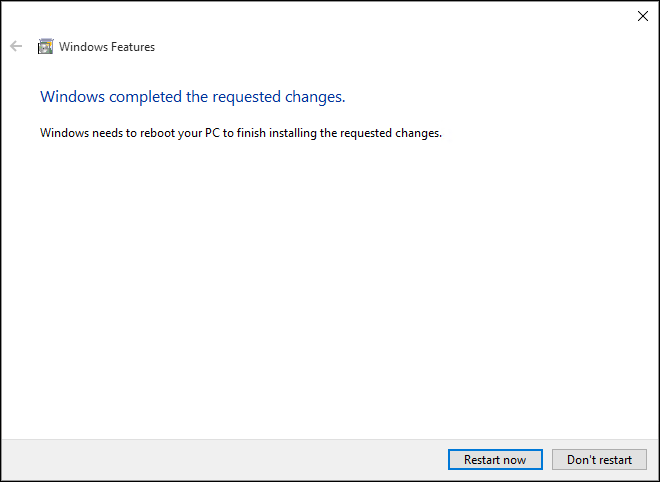 Windows Features
Windows completed the requested changes.
Windows needs to reboot your PC to finish installing the requested changes.
Restart now
Don't restart